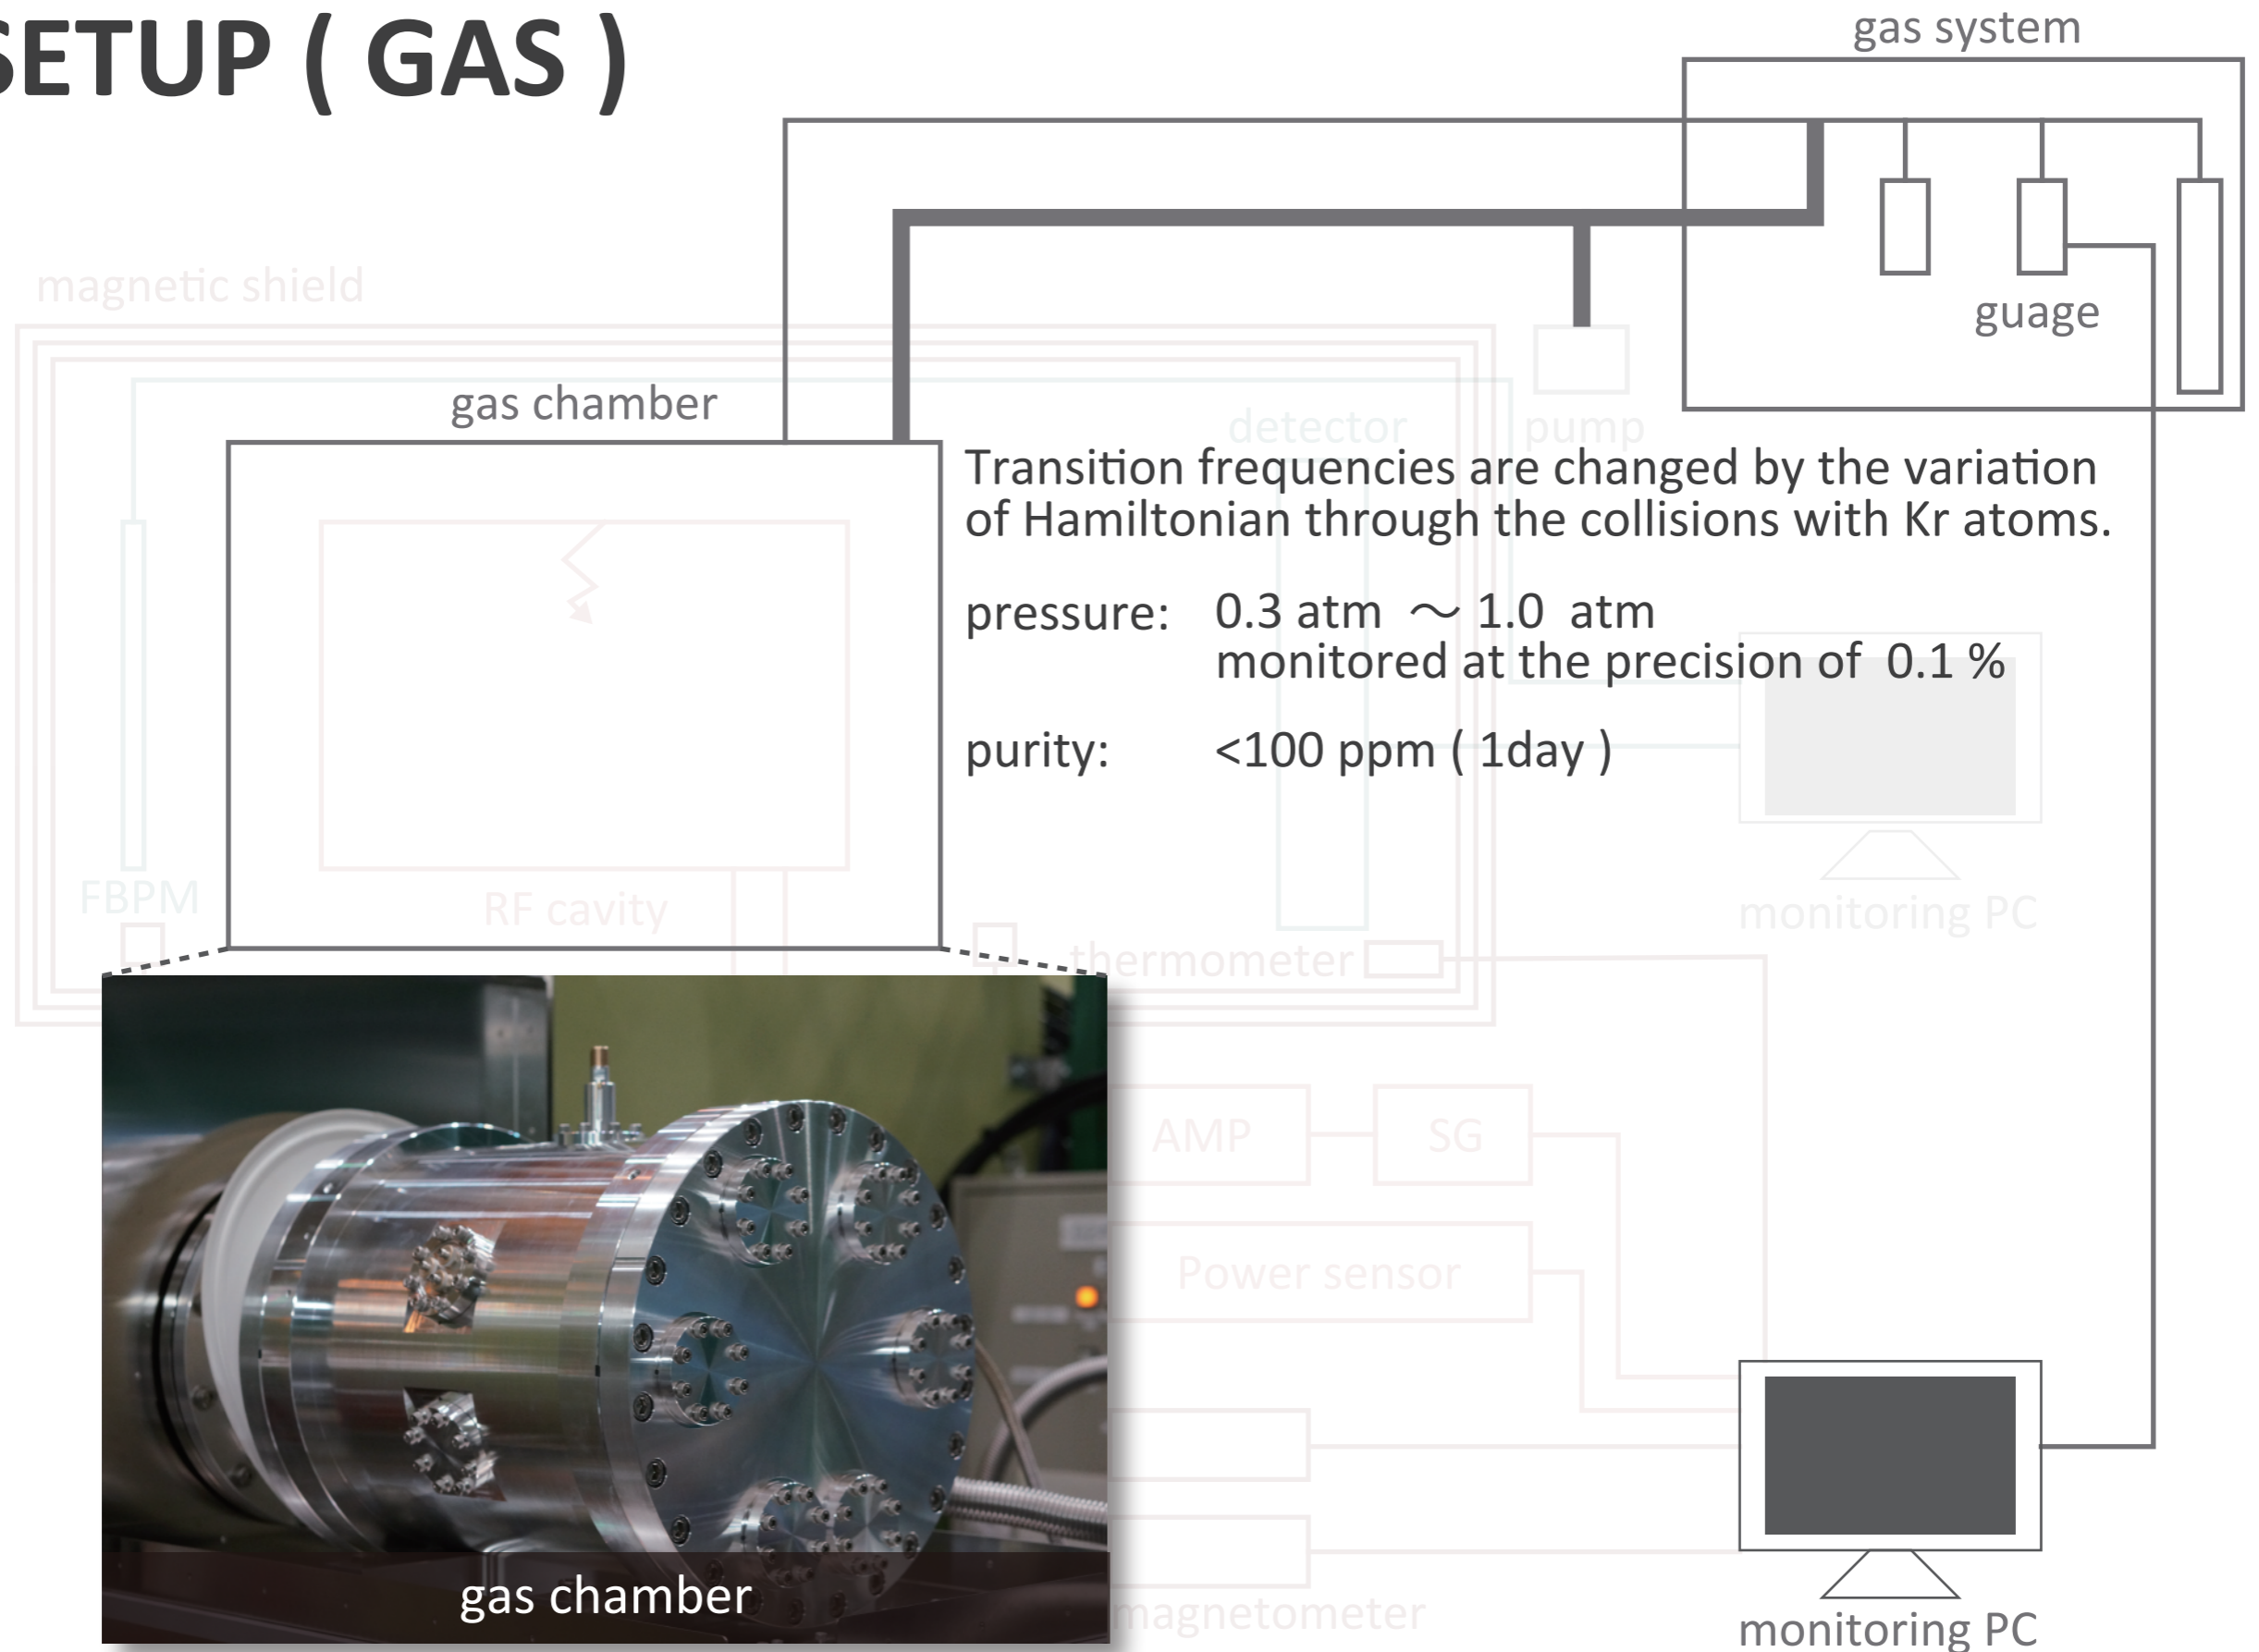 SETUP ( GAS )
gas system
guage
magnetic shield
gas chamber
detector
pump
Transition frequencies are changed by the variation
of Hamiltonian through the collisions with Kr atoms.
pressure: 0.3 atm ～ 1.0 atm
monitored at the precision of 0.1 %
purity: <100 ppm ( 1day )
FBPM
RF cavity
monitoring PC
thermometer
AMP
SG
Power sensor
gas chamber
magnetometer
monitoring PC